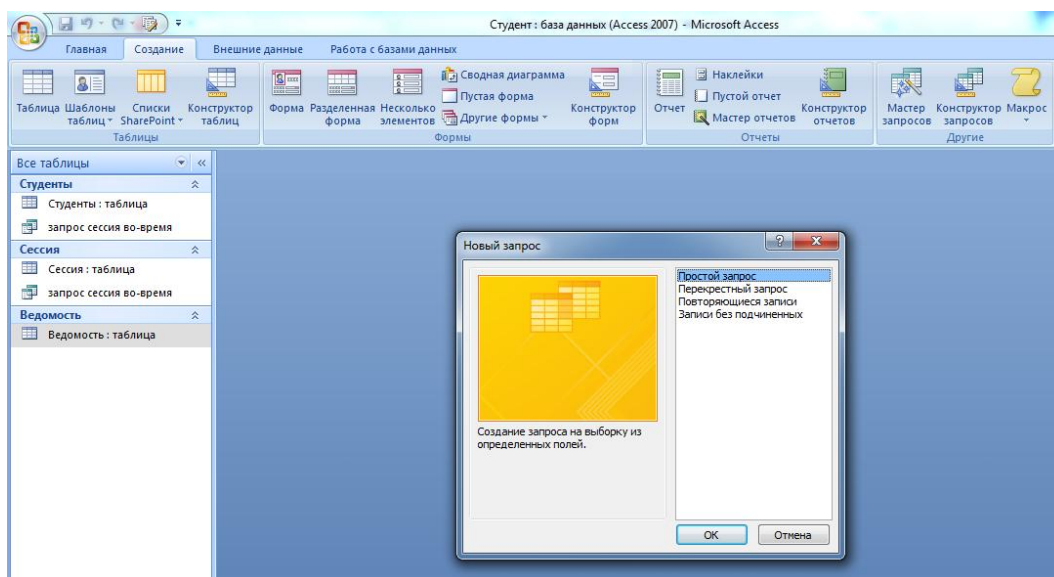 Студент : база данных (Access 2007) - Microsoft Access
Главная Создание Внешние данные Работа с базами данных
Таблица
Шаблоны
таблиц
Списки
SharePoint
Конструктор
таблиц
Таблицы
Форма
Разделенная
форма
Несколько
элементов
Сводная диаграмма
Пустая форма
Другие формы
Конструктор
форм
Формы
Отчет
Наклейки
Пустой отчет
Мастер отчетов
Конструктор
отчетов
Отчеты
Мастер
запросов
Конструктор
запросов
Макрос
Другие
Все таблицы
Студенты
Студенты : таблица
запрос сессия во-время
Сессия
Сессия : таблица
запрос сессия во-время
Ведомость
Ведомость : таблица
Новый запрос
Создание запроса на выборку из
определенных полей.
Простой запрос
Перекрестный запрос
Повторяющиеся записи
Записи без подчиненных
ОК
Отмена